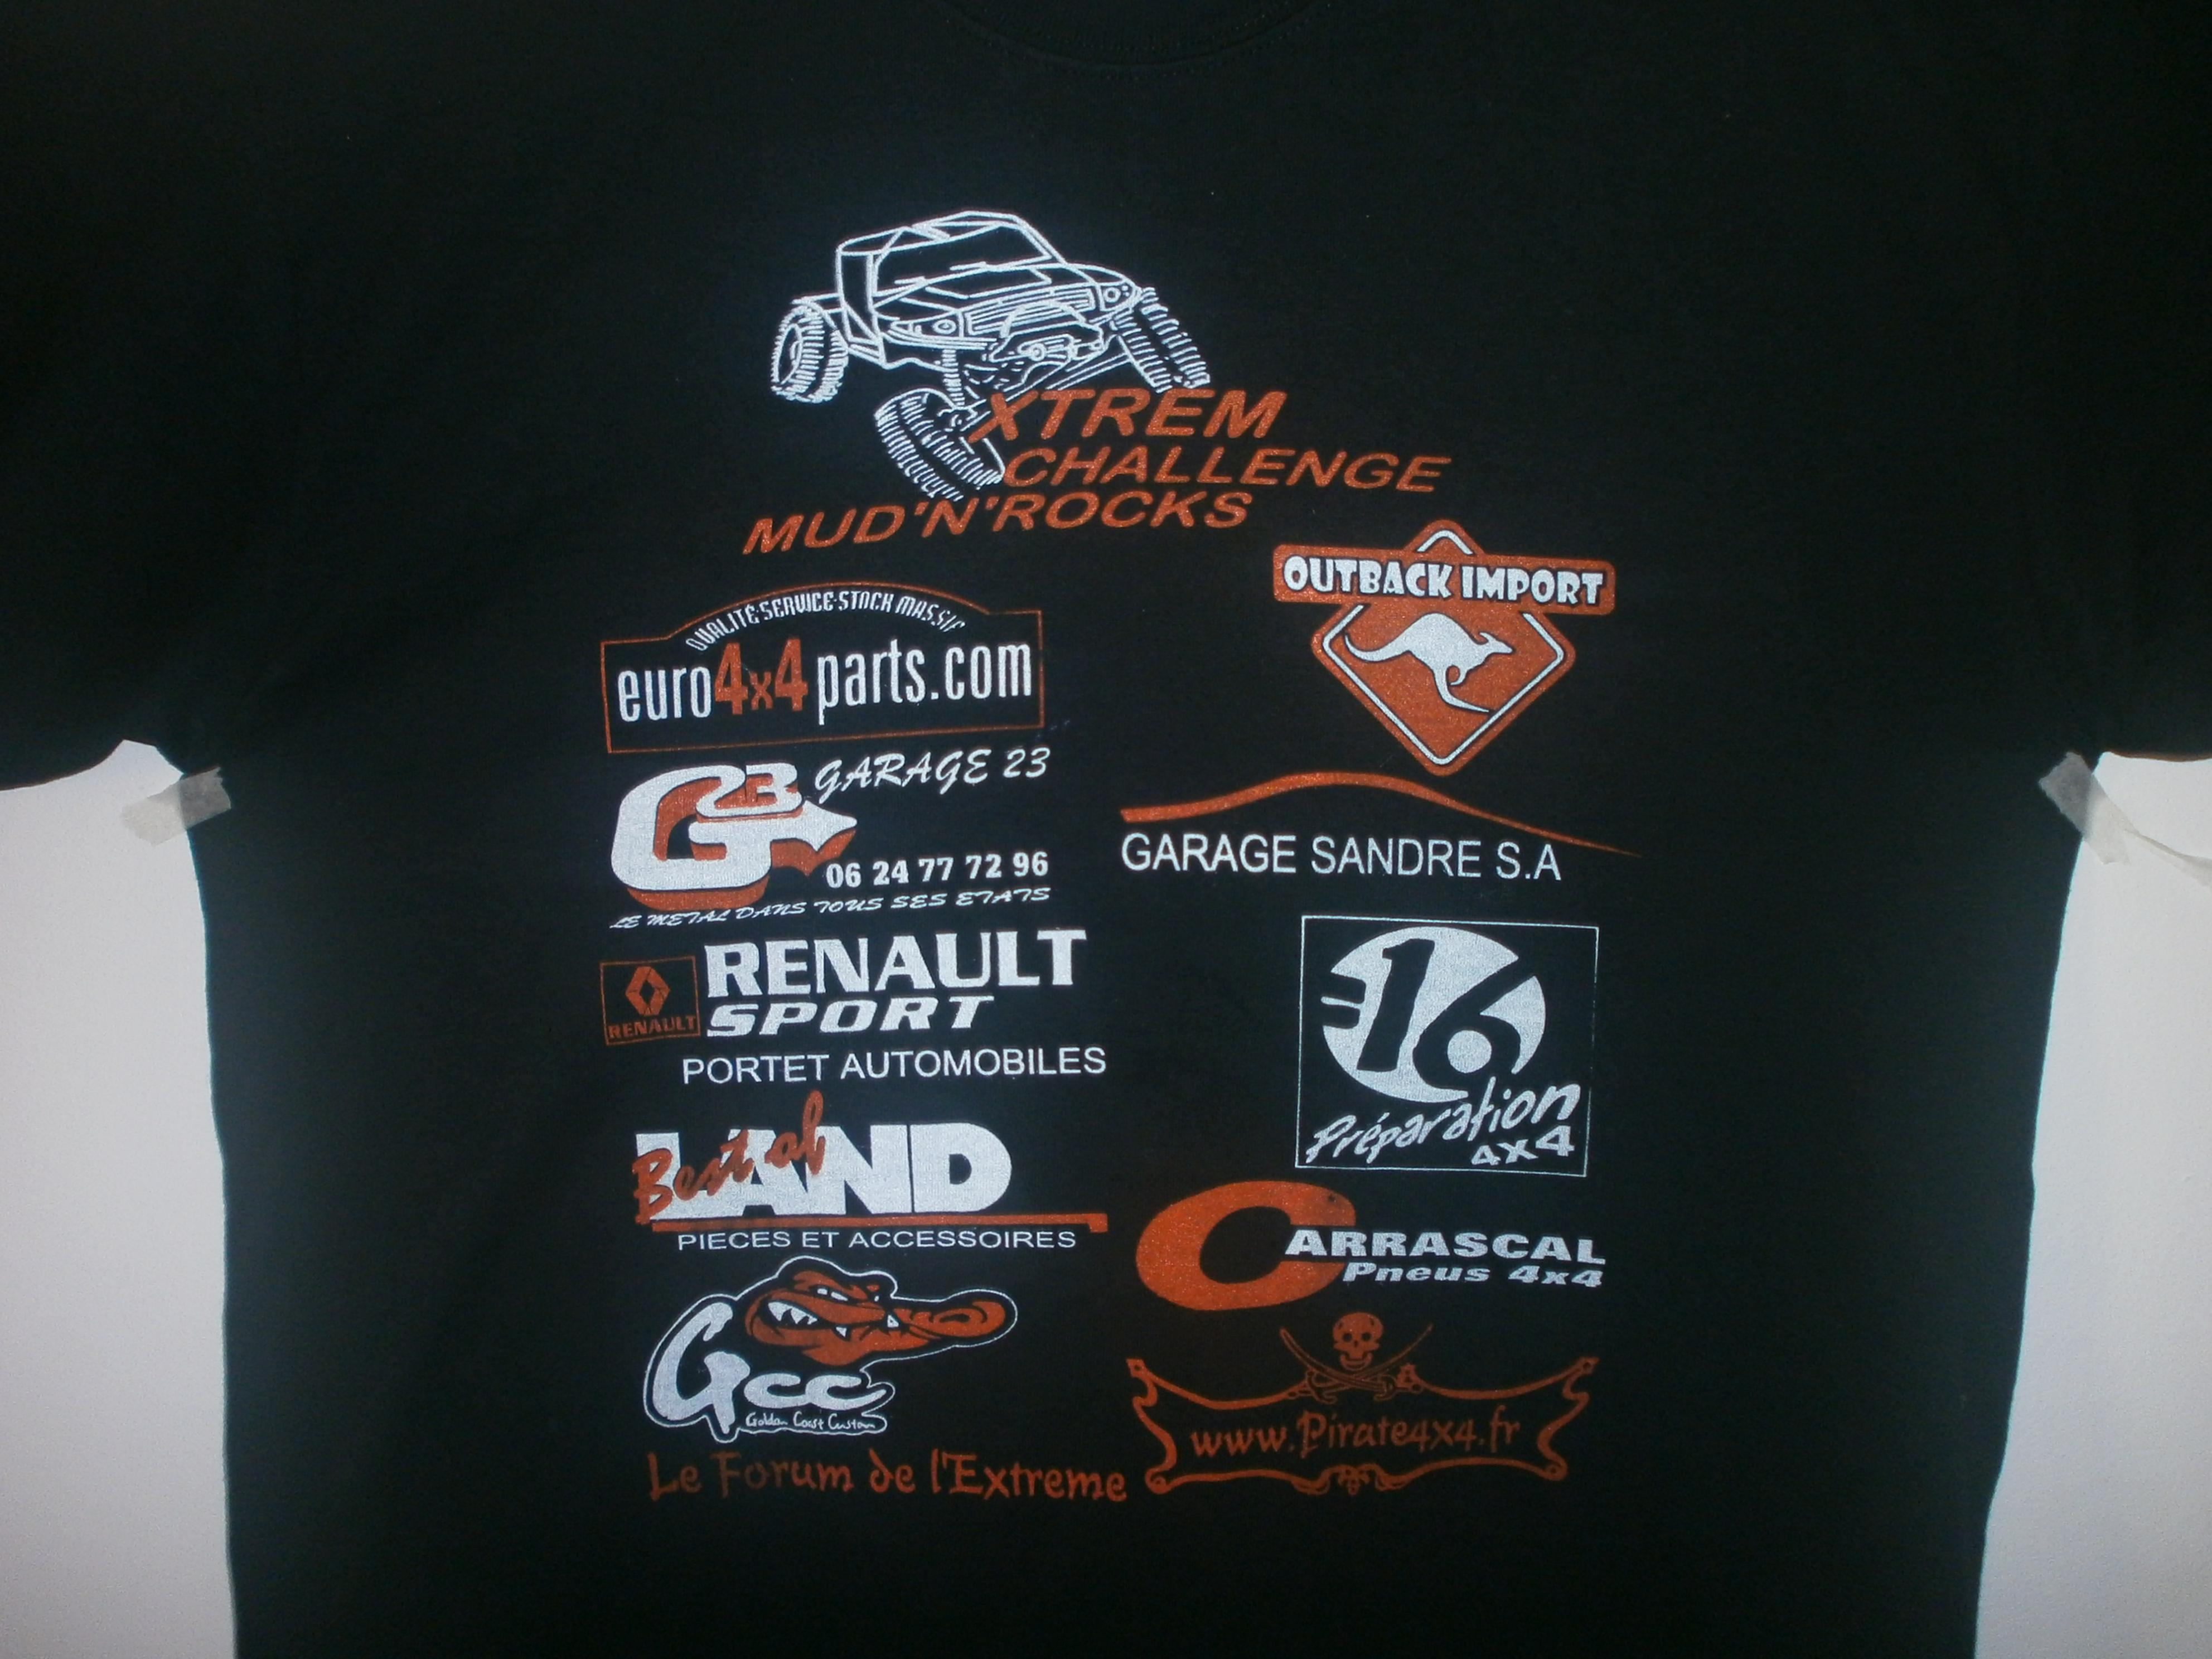 XTREM
CHALLENGE
MUD'N'ROCKS
OUTBACK IMPORT
QUALITÉ·SERVICE·STOCK MASSIF
euro4x4parts.com
G23 GARAGE 23
06 24 77 72 96
LE METAL DANS TOUS SES ETATS
GARAGE SANDRE S.A
RENAULT
RENAULT
SPORT
PORTET AUTOMOBILES
16
Préparation
4x4
Best of
LAND
PIECES ET ACCESSOIRES
CARRASCAL
Pneus 4x4
Gcc
Golden Coast Custom
www.Pirate4x4.fr
Le Forum de l'Extreme